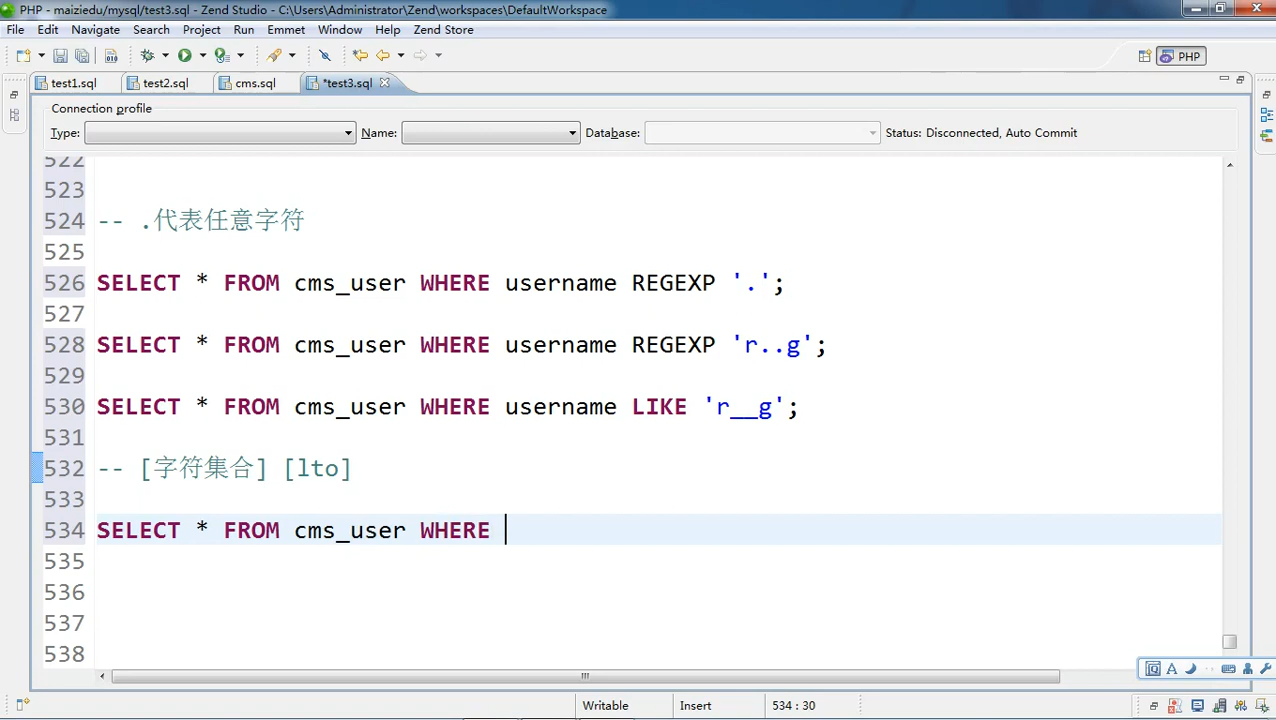 PHP - maiziedu/mysql/test3.sql - Zend Studio - C:\Users\Administrator\Zend\workspaces\DefaultWorkspace
File Edit Navigate Search Project Run Emmet Window Help Zend Store
PHP
test1.sql test2.sql cms.sql *test3.sql
Connection profile
Type: Name: Database: Status: Disconnected, Auto Commit
522
523
524 -- .代表任意字符
525
526 SELECT * FROM cms_user WHERE username REGEXP '.';
527
528 SELECT * FROM cms_user WHERE username REGEXP 'r..g';
529
530 SELECT * FROM cms_user WHERE username LIKE 'r__g';
531
532 -- [字符集合] [lto]
533
534 SELECT * FROM cms_user WHERE
535
536
537
538
Writable Insert 534 : 30